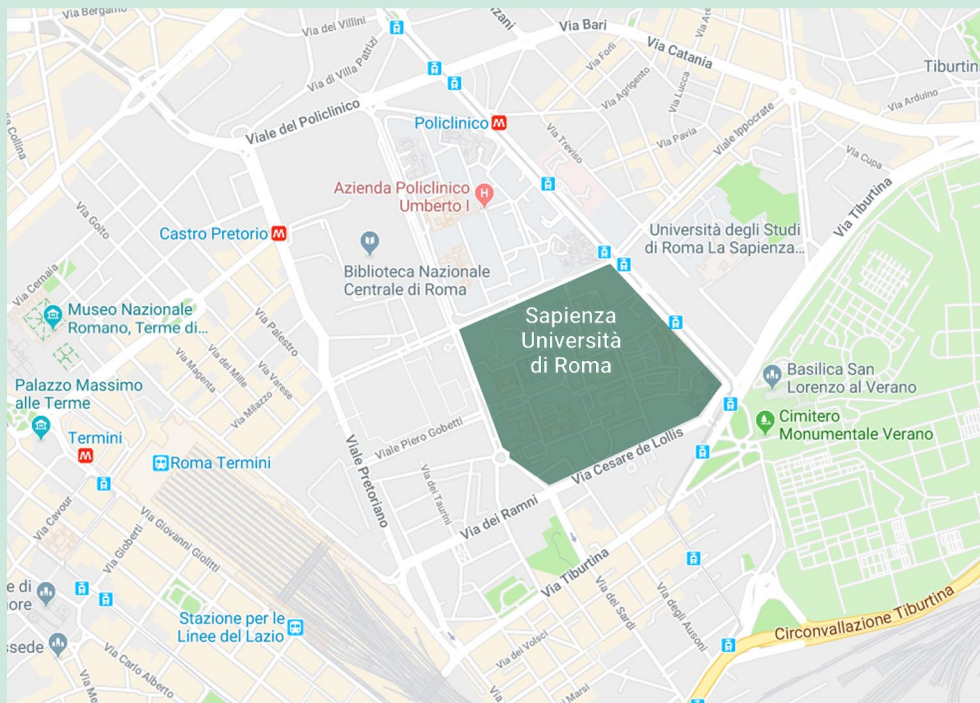 Via Bergamo
Via dei Villini
Via di Villa Patrizi
Via Bari
Via Catania
Via Forlì
Via Agrigento
Via Lucca
Tiburtin
Via Arduino
Viale del Policlinico
Policlinico
Via Treviso
Via Pavia
Viale Ippocrate
Via Cupa
Via Tiburtina
Azienda Policlinico
Umberto I
Via Goito
Castro Pretorio
Università degli Studi
di Roma La Sapienza...
Biblioteca Nazionale
Centrale di Roma
Via Cernaia
Museo Nazionale
Romano, Terme di...
Via Palestro
Sapienza
Università
di Roma
Via Magenta
Via dei Mille
Via Varese
Via Milazzo
Basilica San
Lorenzo al Verano
Palazzo Massimo
alle Terme
Cimitero
Monumentale Verano
Termini
Viale Piero Gobetti
Via Cesare de Lollis
Roma Termini
Viale Pretoriano
Via dei Taurini
Via dei Ramni
Via Cavour
Via Gioberti
Via Giovanni Giolitti
Via Tiburtina
Via dei Sardi
Via degli Ausoni
e di
ore
Stazione per le
Linee del Lazio
Circonvallazione Tiburtina
ssede
Via Carlo Alberto
Via dei Volsci
Marsi